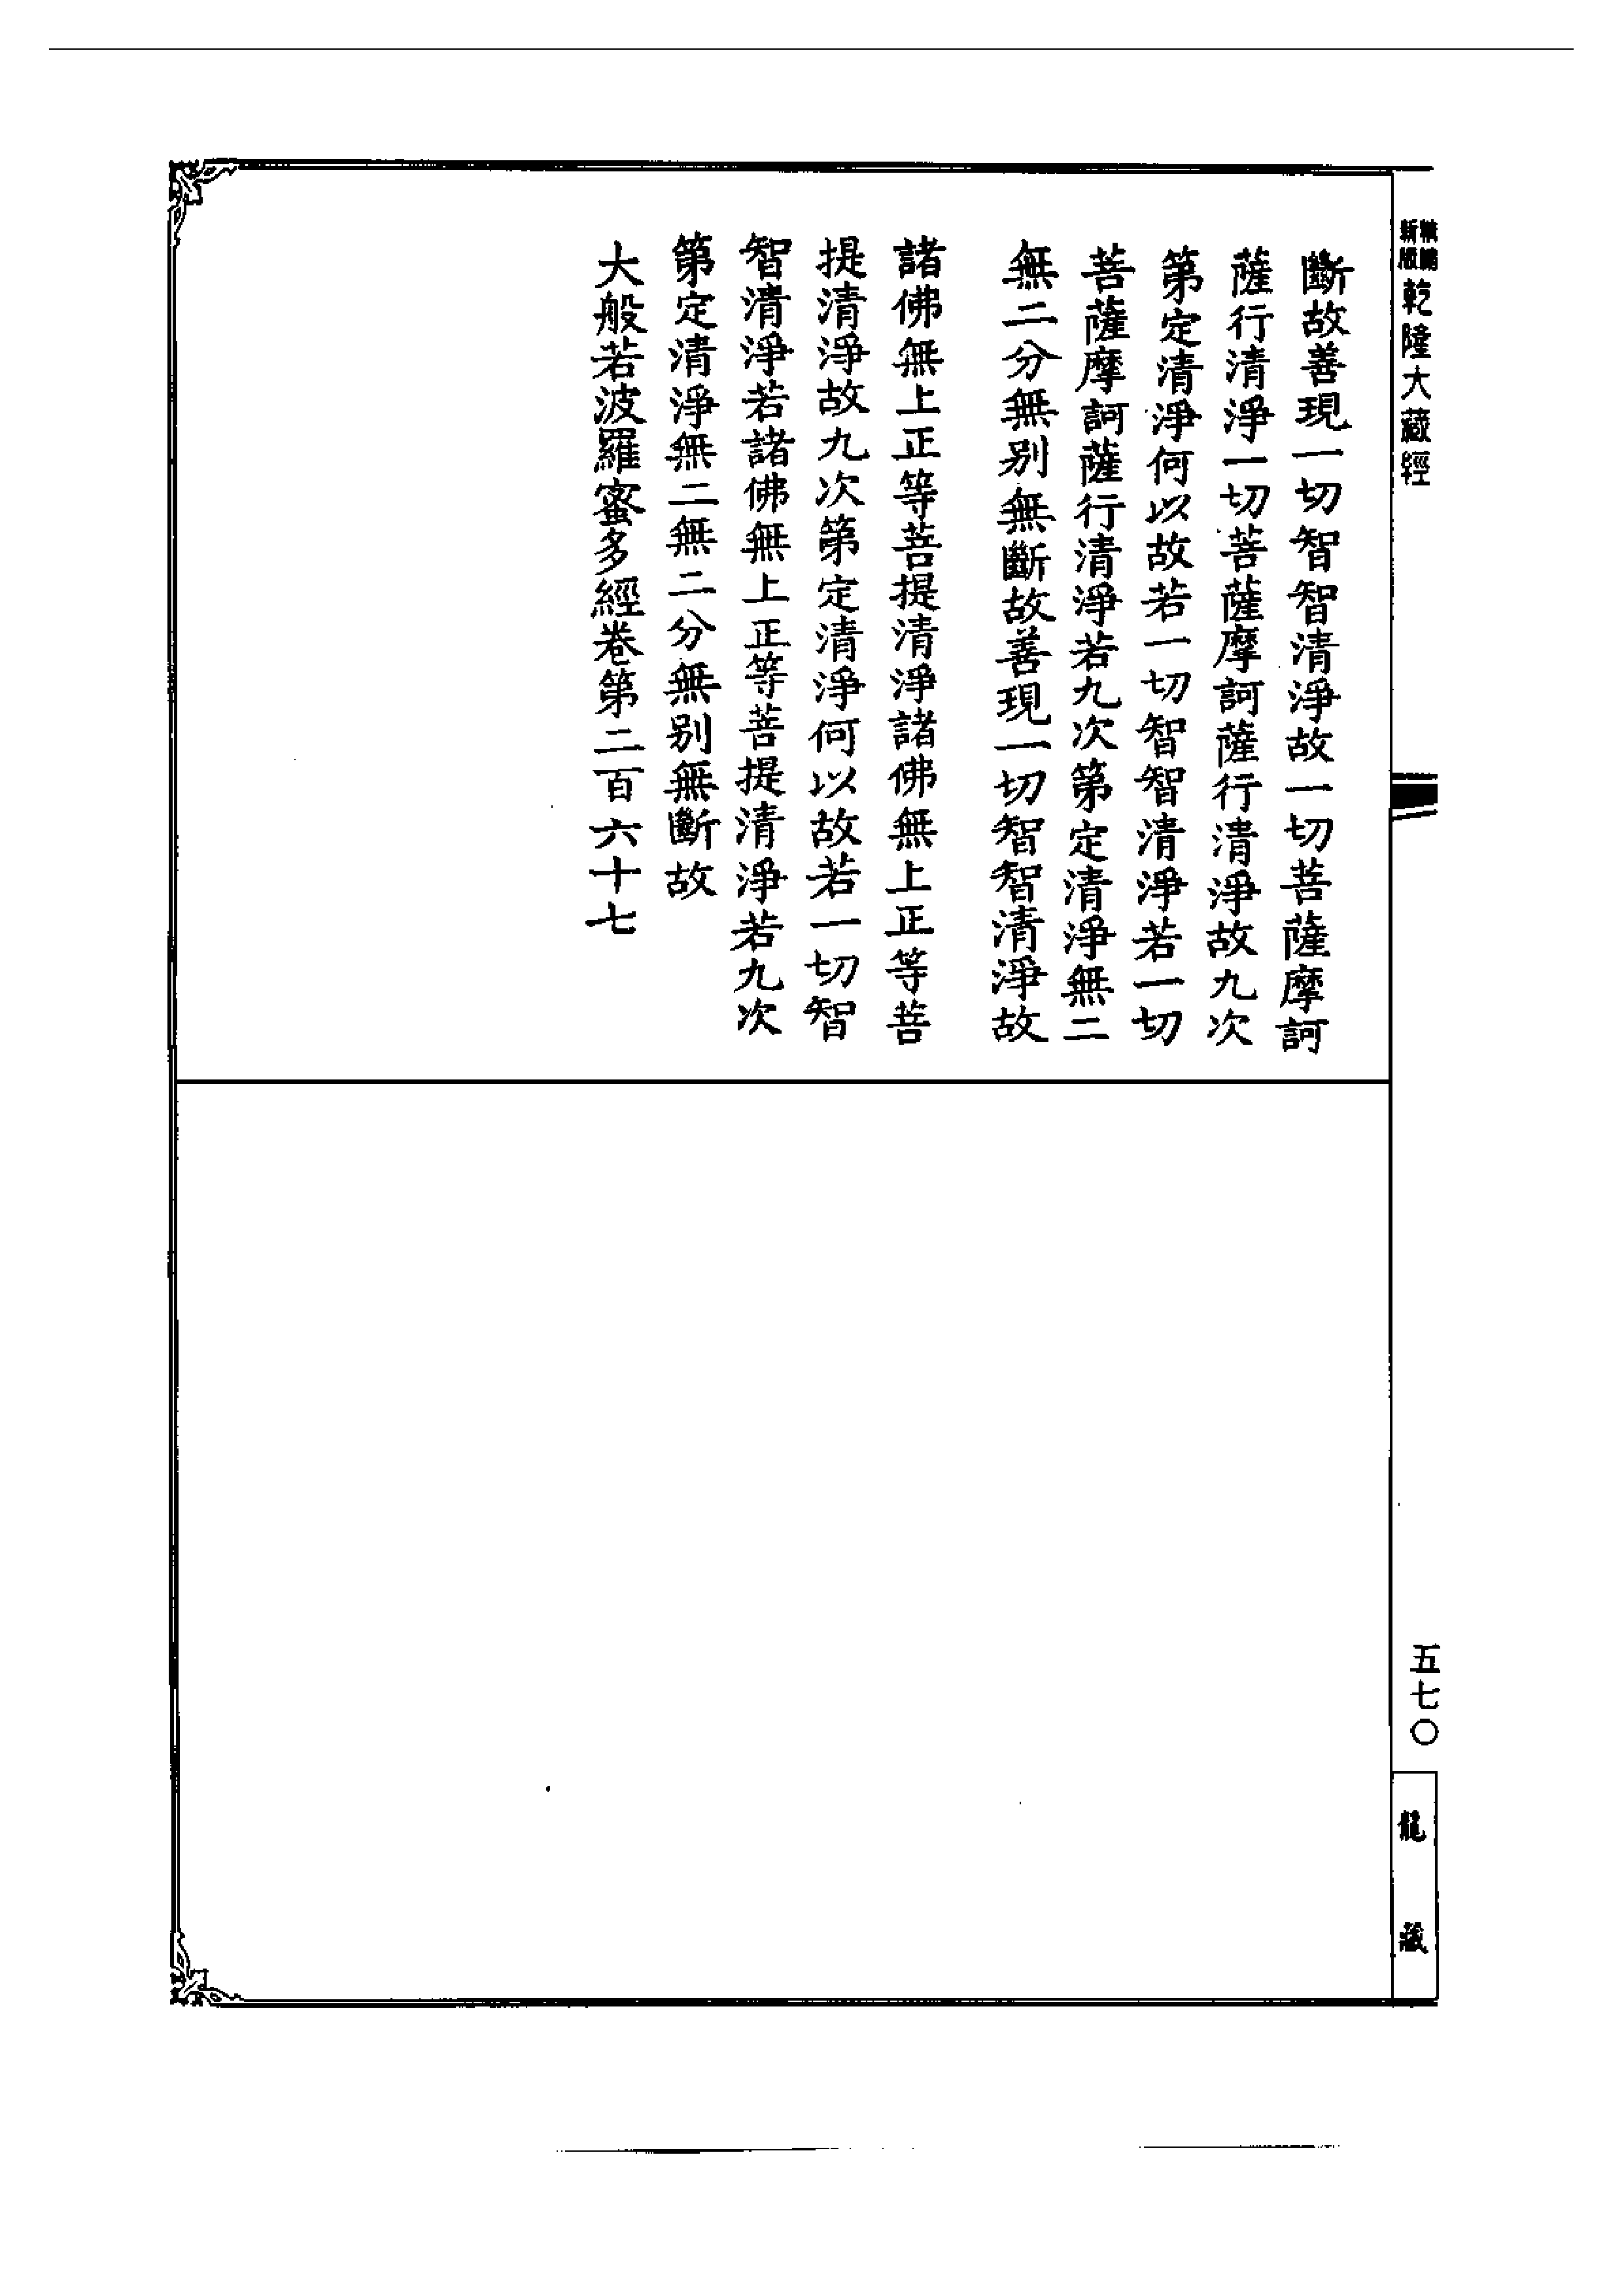 新版
乾隆大藏經
斷故善現一切智智清淨故一切菩薩摩訶
薩行清淨一切菩薩摩訶薩行清淨故九次
第定清淨何以故若一切智智清淨若一切
菩薩摩訶薩行清淨若九次第定清淨無二
無二分無別無斷故善現一切智智清淨故
諸佛無上正等菩提清淨諸佛無上正等菩
提清淨故九次第定清淨何以故若一切智
智清淨若諸佛無上正等菩提清淨若九次
第定清淨無二無二分無別無斷故
大般若波羅蜜多經卷第二百六十七
五七〇
龍藏